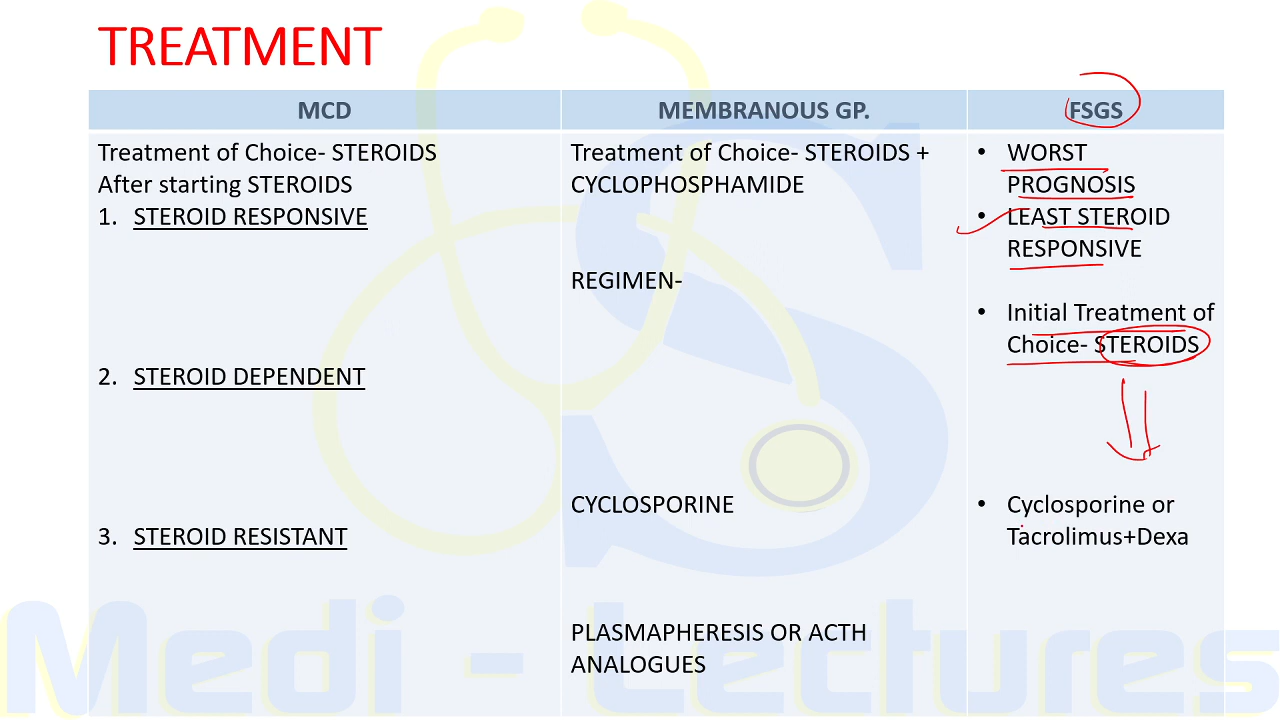 TREATMENT
MCD
MEMBRANOUS GP.
FSGS
Treatment of Choice- STEROIDS
After starting STEROIDS
1. STEROID RESPONSIVE
2. STEROID DEPENDENT
3. STEROID RESISTANT
Treatment of Choice- STEROIDS +
CYCLOPHOSPHAMIDE
REGIMEN-
CYCLOSPORINE
PLASMAPHERESIS OR ACTH
ANALOGUES
• WORST
PROGNOSIS
• LEAST STEROID
RESPONSIVE
• Initial Treatment of
Choice- STEROIDS
• Cyclosporine or
Tacrolimus+Dexa
Medi - Lectures